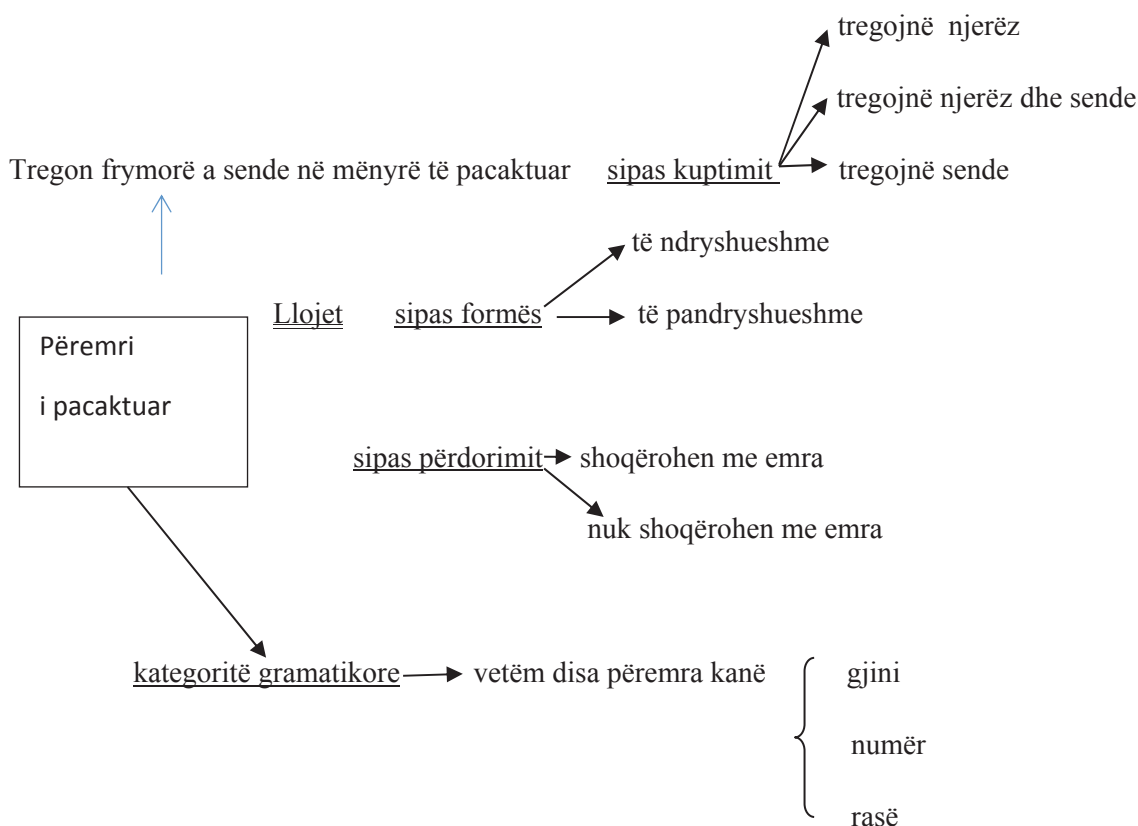 tregojnë njerëz
tregojnë njerëz dhe sende
Tregon frymorë a sende në mënyrë të pacaktuar sipas kuptimit tregojnë sende
të ndryshueshme
Llojet sipas formës të pandryshueshme
Përemri
i pacaktuar
sipas përdorimit shoqërohen me emra
nuk shoqërohen me emra
kategoritë gramatikore vetëm disa përemra kanë gjini
numër
rasë